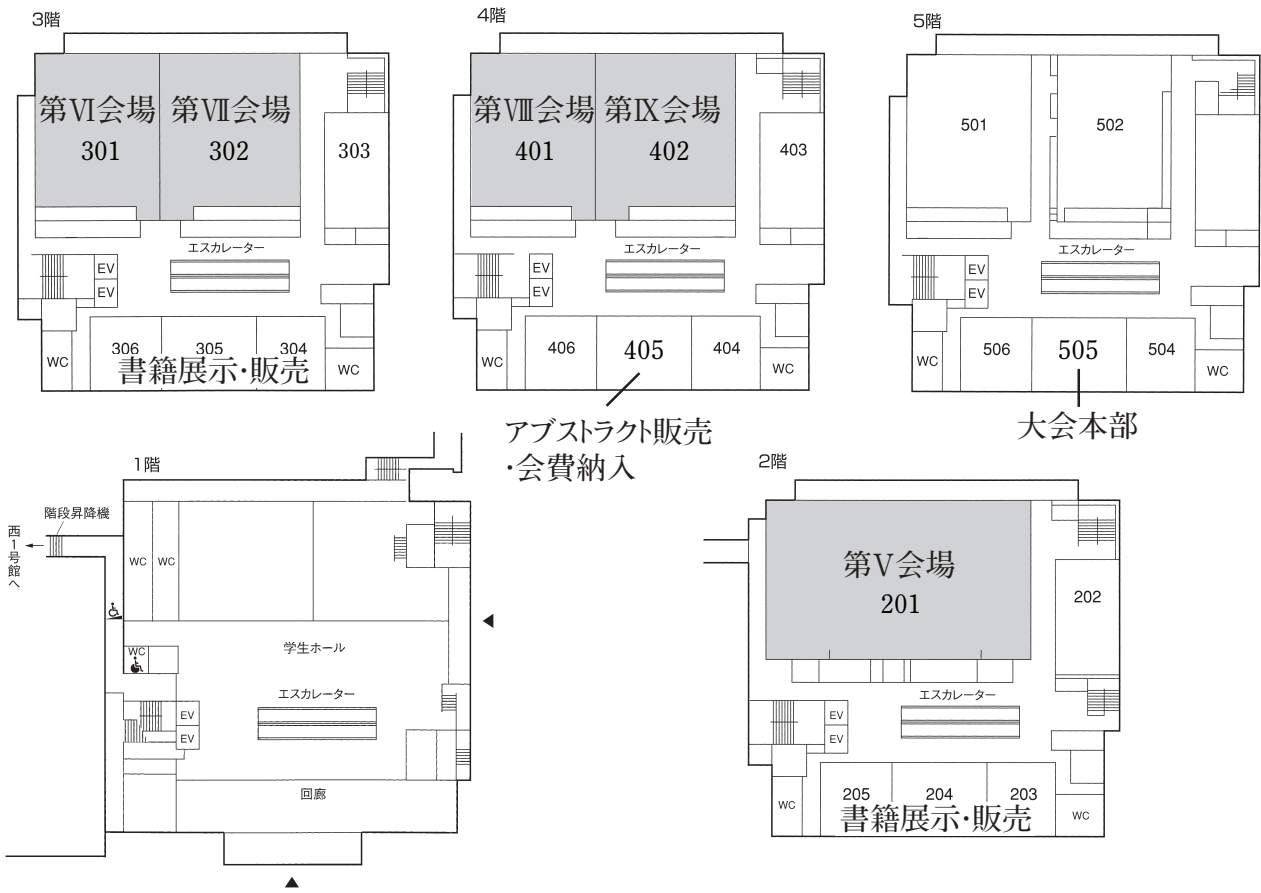 3階
第Ⅵ会場
301
第Ⅶ会場
302
303
エスカレーター
EV
EV
WC
306
305
304
書籍展示・販売
WC
4階
第Ⅷ会場
401
第Ⅸ会場
402
403
エスカレーター
EV
EV
WC
406
405
404
WC
アブストラクト販売
・会費納入
5階
501
502
エスカレーター
EV
EV
WC
506
505
504
WC
大会本部
1階
階段昇降機
西1号館へ
WC
WC
WC
学生ホール
エスカレーター
EV
EV
回廊
2階
第Ⅴ会場
201
202
エスカレーター
EV
EV
WC
205
204
203
書籍展示・販売
WC